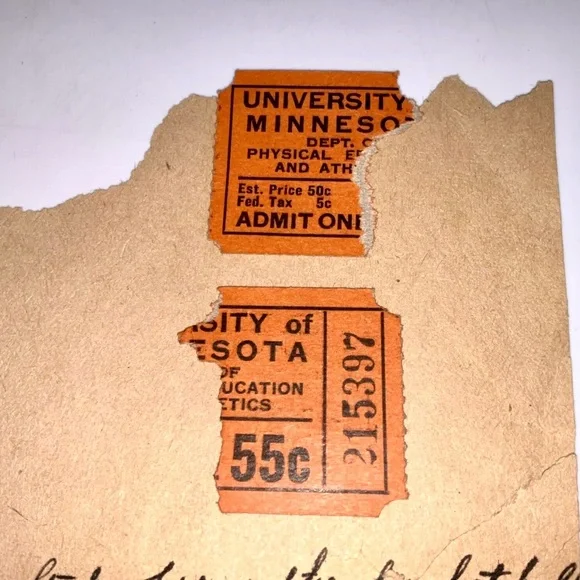 UNIVERSITY
MINNESO
DEPT.
PHYSICAL
AND ATH
Est. Price 50c
Fed. Tax 5c
ADMIT ONE
SITY of
ESOTA
OF
UCATION
ETICS
55c
215397
the